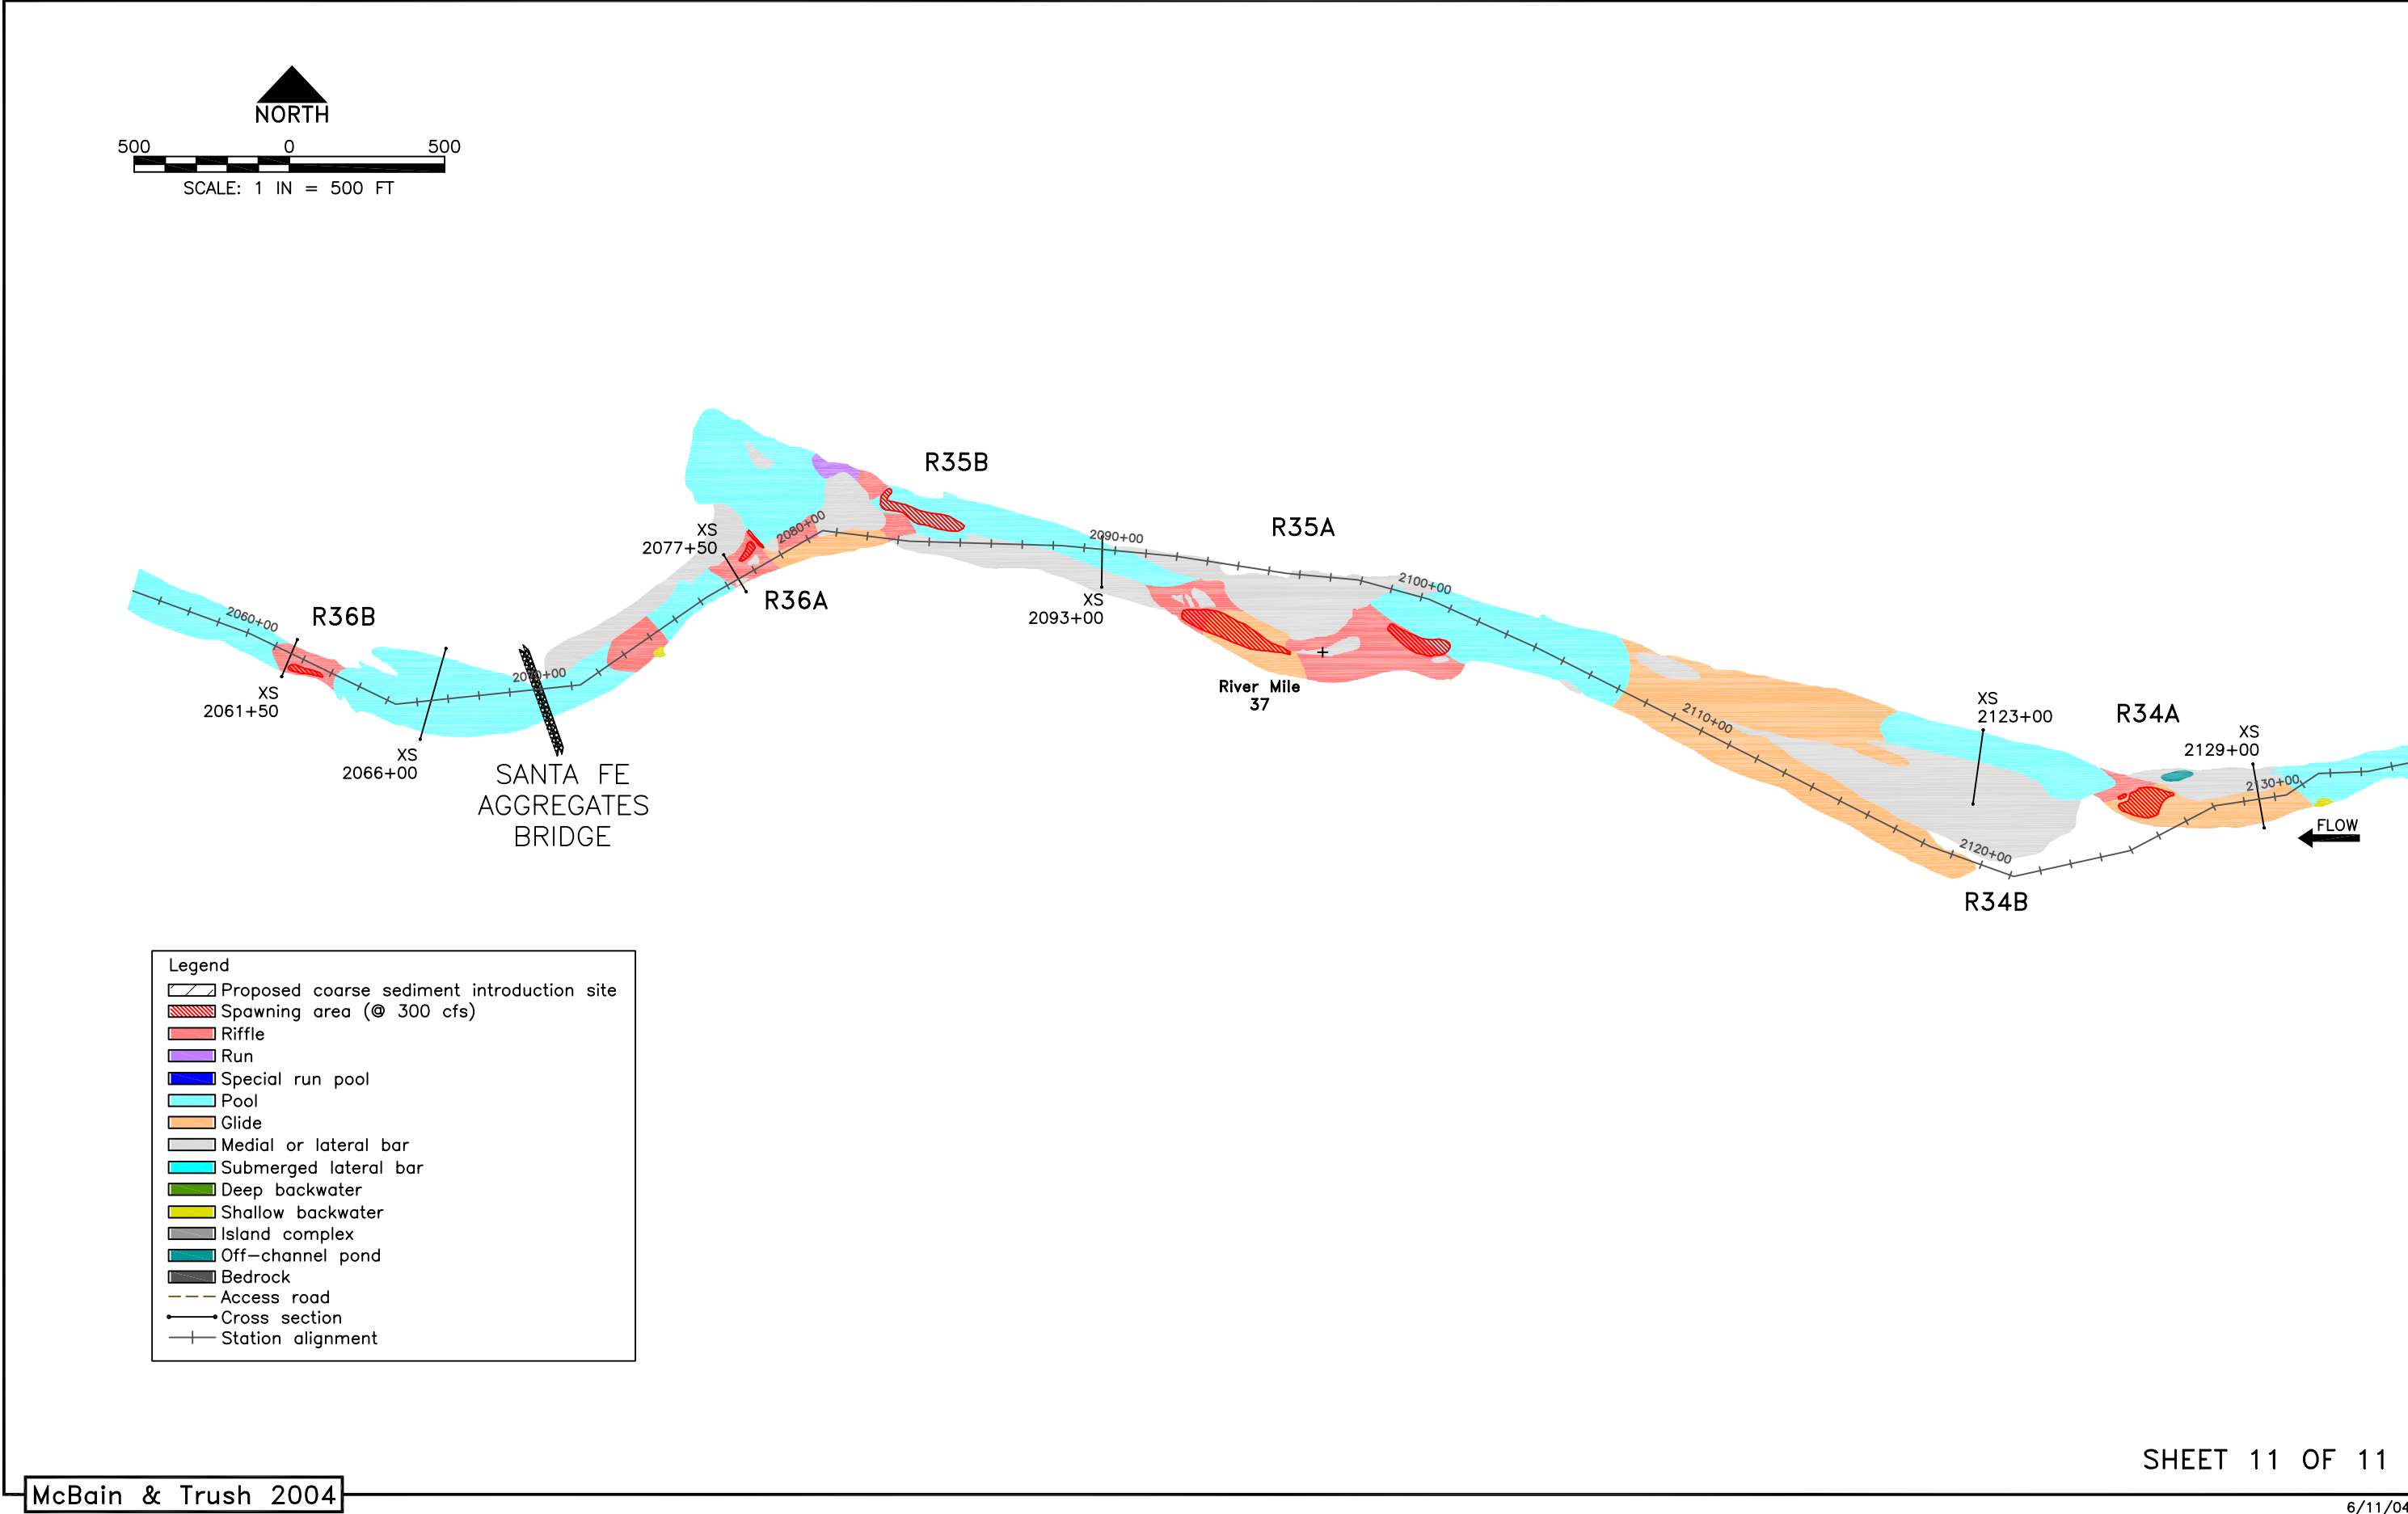 NORTH
500 0 500
SCALE: 1 IN = 500 FT
R35B
R35A
R36B
R36A
R34A
R34B
XS
2077+50
2080+00
2090+00
XS
2093+00
2100+00
2060+00
XS
2061+50
XS
2066+00
2070+00
SANTA FE
AGGREGATES
BRIDGE
River Mile
37
2110+00
XS
2123+00
2120+00
XS
2129+00
2130+00
FLOW
Legend
Proposed coarse sediment introduction site
Spawning area (@ 300 cfs)
Riffle
Run
Special run pool
Pool
Glide
Medial or lateral bar
Submerged lateral bar
Deep backwater
Shallow backwater
Island complex
Off-channel pond
Bedrock
Access road
Cross section
Station alignment
SHEET 11 OF 11
McBain & Trush 2004
6/11/04